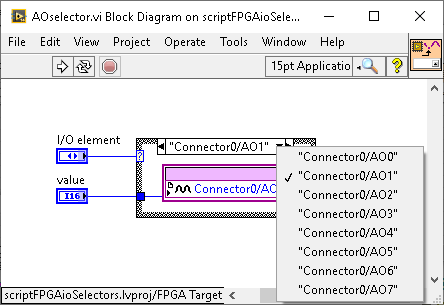 AOselector.vi Block Diagram on scriptFPGAioSele...
File Edit View Project Operate Tools Window Help
15pt Applicatio
I/O element
"Connector0/AO1"
"Connector0/AO0"
"Connector0/AO1"
"Connector0/AO2"
"Connector0/AO3"
"Connector0/AO4"
"Connector0/AO5"
"Connector0/AO6"
"Connector0/AO7"
value
I16
Connector0/AO
scriptFPGAioSelectors.lvproj/FPGA Target